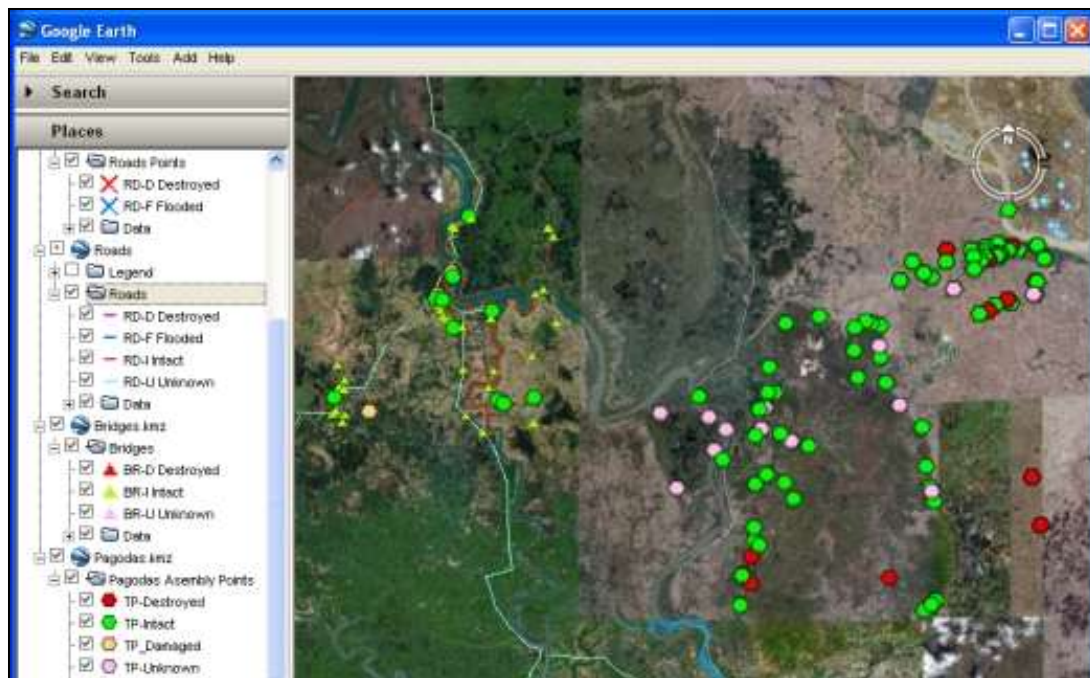 Google Earth
File Edit View Tools Add Help
Search
Places
Roads Points
RD-D Destroyed
RD-F Flooded
Data
Roads
Legend
Roads
RD-D Destroyed
RD-F Flooded
RD-I Intact
RD-U Unknown
Data
Bridges.kmz
Bridges
BR-D Destroyed
BR-I Intact
BR-U Unknown
Data
Pagodas.kmz
Pagodas Asembly Points
TP-Destroyed
TP-Intact
TP_Damaged
TP-Unknown
N